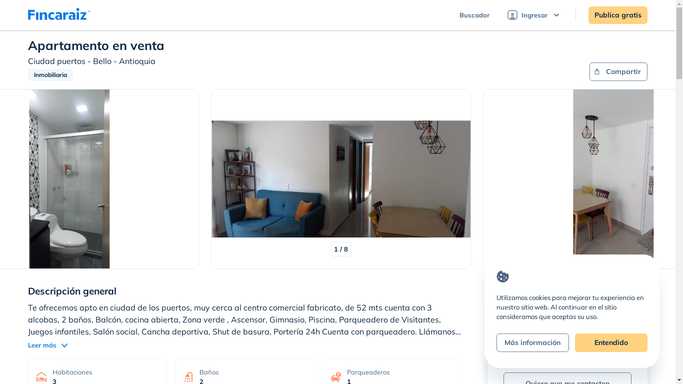 Fincaraiz
Buscador
Ingresar
Publica gratis
Apartamento en venta
Ciudad puertos - Bello - Antioquia
Inmobiliaria
Compartir
1 / 8
Descripción general
Te ofrecemos apto en ciudad de los puertos, muy cerca al centro comercial fabricato, de 52 mts cuenta con 3
alcobas, 2 baños, Balcón, cocina abierta, Zona verde , Ascensor, Gimnasio, Piscina, Parqueadero de Visitantes,
Juegos infantiles, Salón social, Cancha deportiva, Shut de basura, Portería 24h Cuenta con parqueadero. Llámanos...
Leer más
Habitaciones
3
Baños
2
Parqueaderos
1
Utilizamos cookies para mejorar tu experiencia en
nuestro sitio web. Al continuar en el sitio
consideramos que aceptas su uso.
Más información
Entendido
Quiero que me contacten